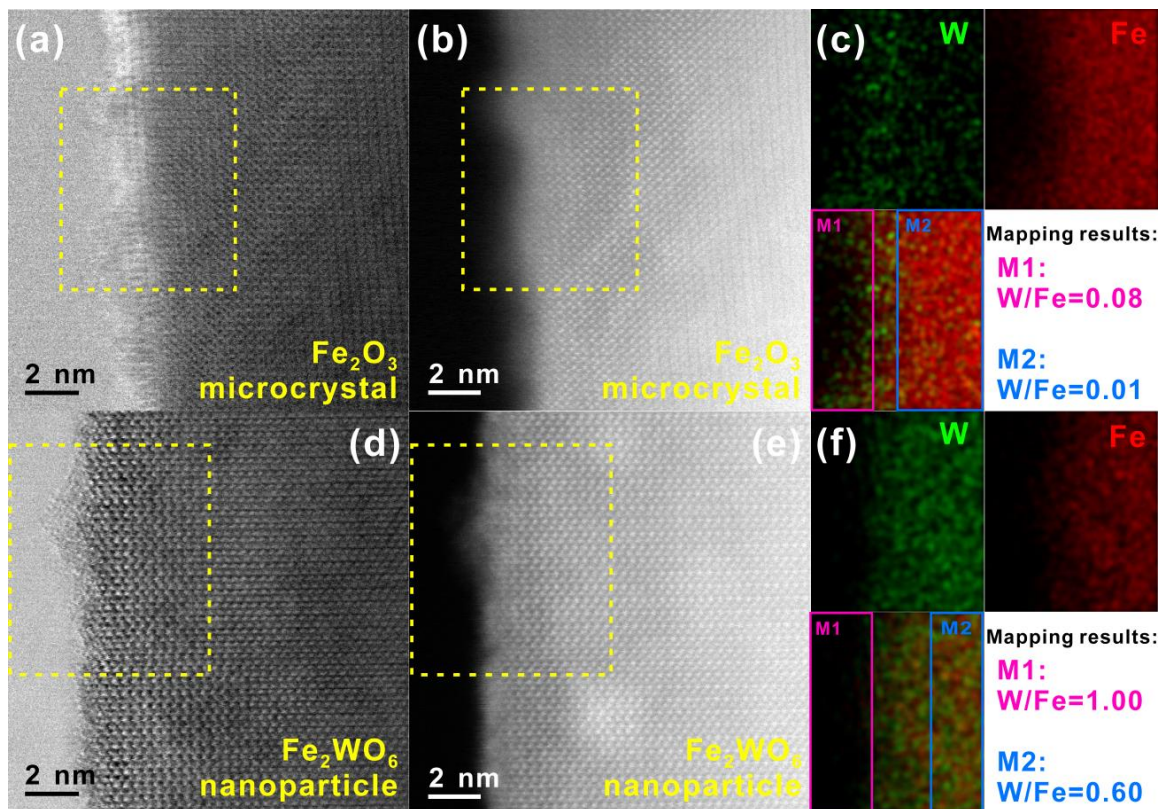 (a)
Fe₂O₃
microcrystal
2 nm
(b)
Fe₂O₃
microcrystal
2 nm
(c)
W
Fe
M1
M2
Mapping results:
M1:
W/Fe=0.08
M2:
W/Fe=0.01
(d)
Fe₂WO₆
nanoparticle
2 nm
(e)
Fe₂WO₆
nanoparticle
2 nm
(f)
W
Fe
M1
M2
Mapping results:
M1:
W/Fe=1.00
M2:
W/Fe=0.60